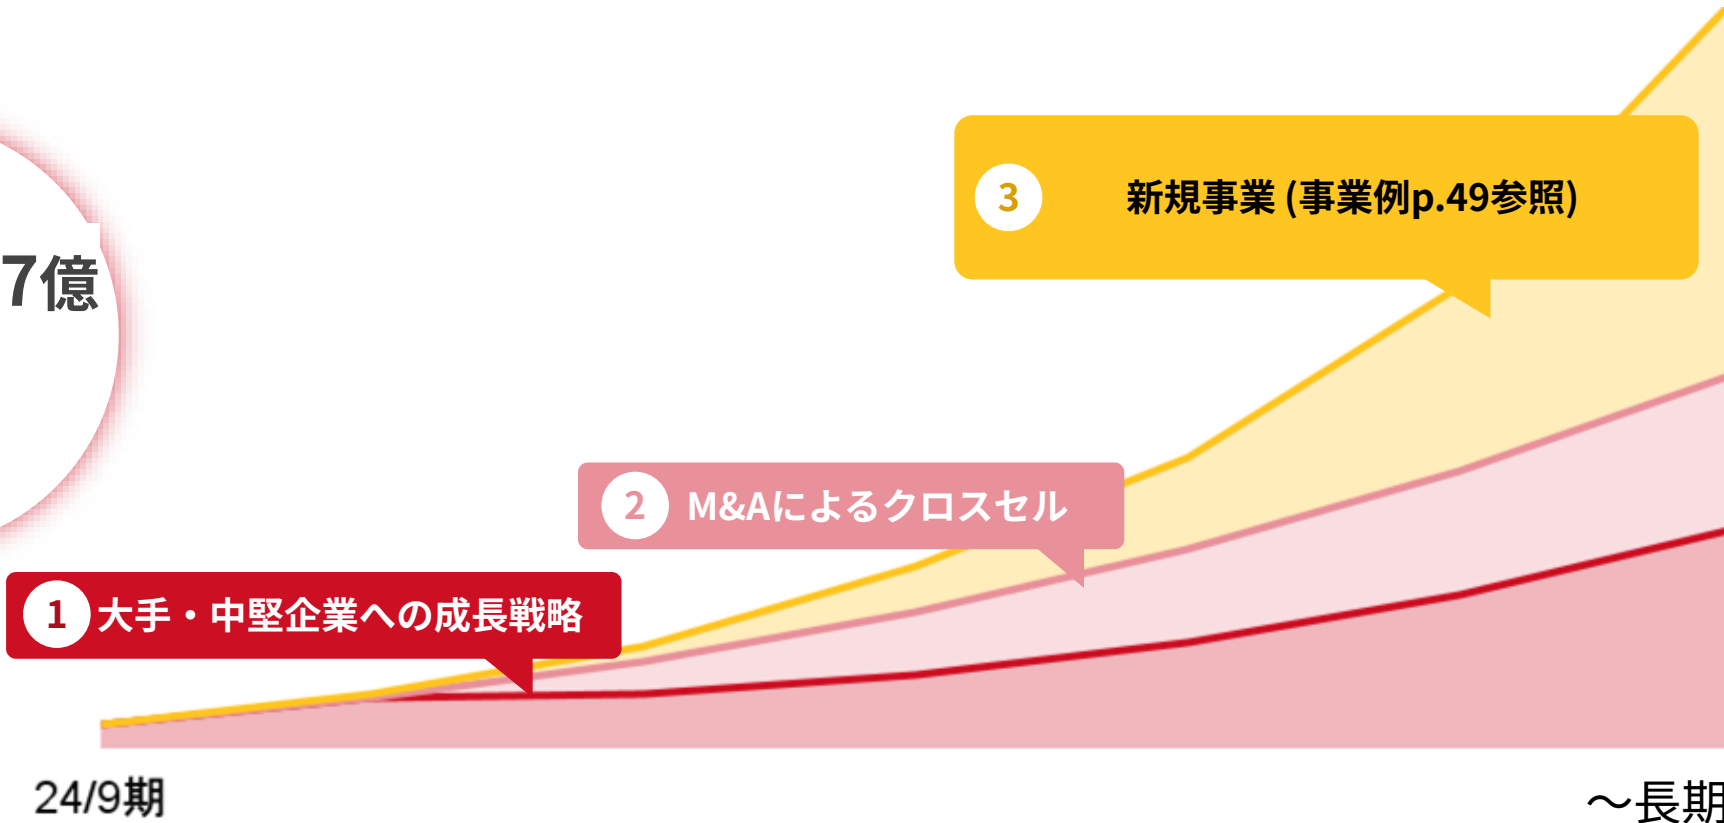 7億
3 新規事業 (事業例p.49参照)
2 M&Aによるクロスセル
1 大手・中堅企業への成長戦略
24/9期
～長期